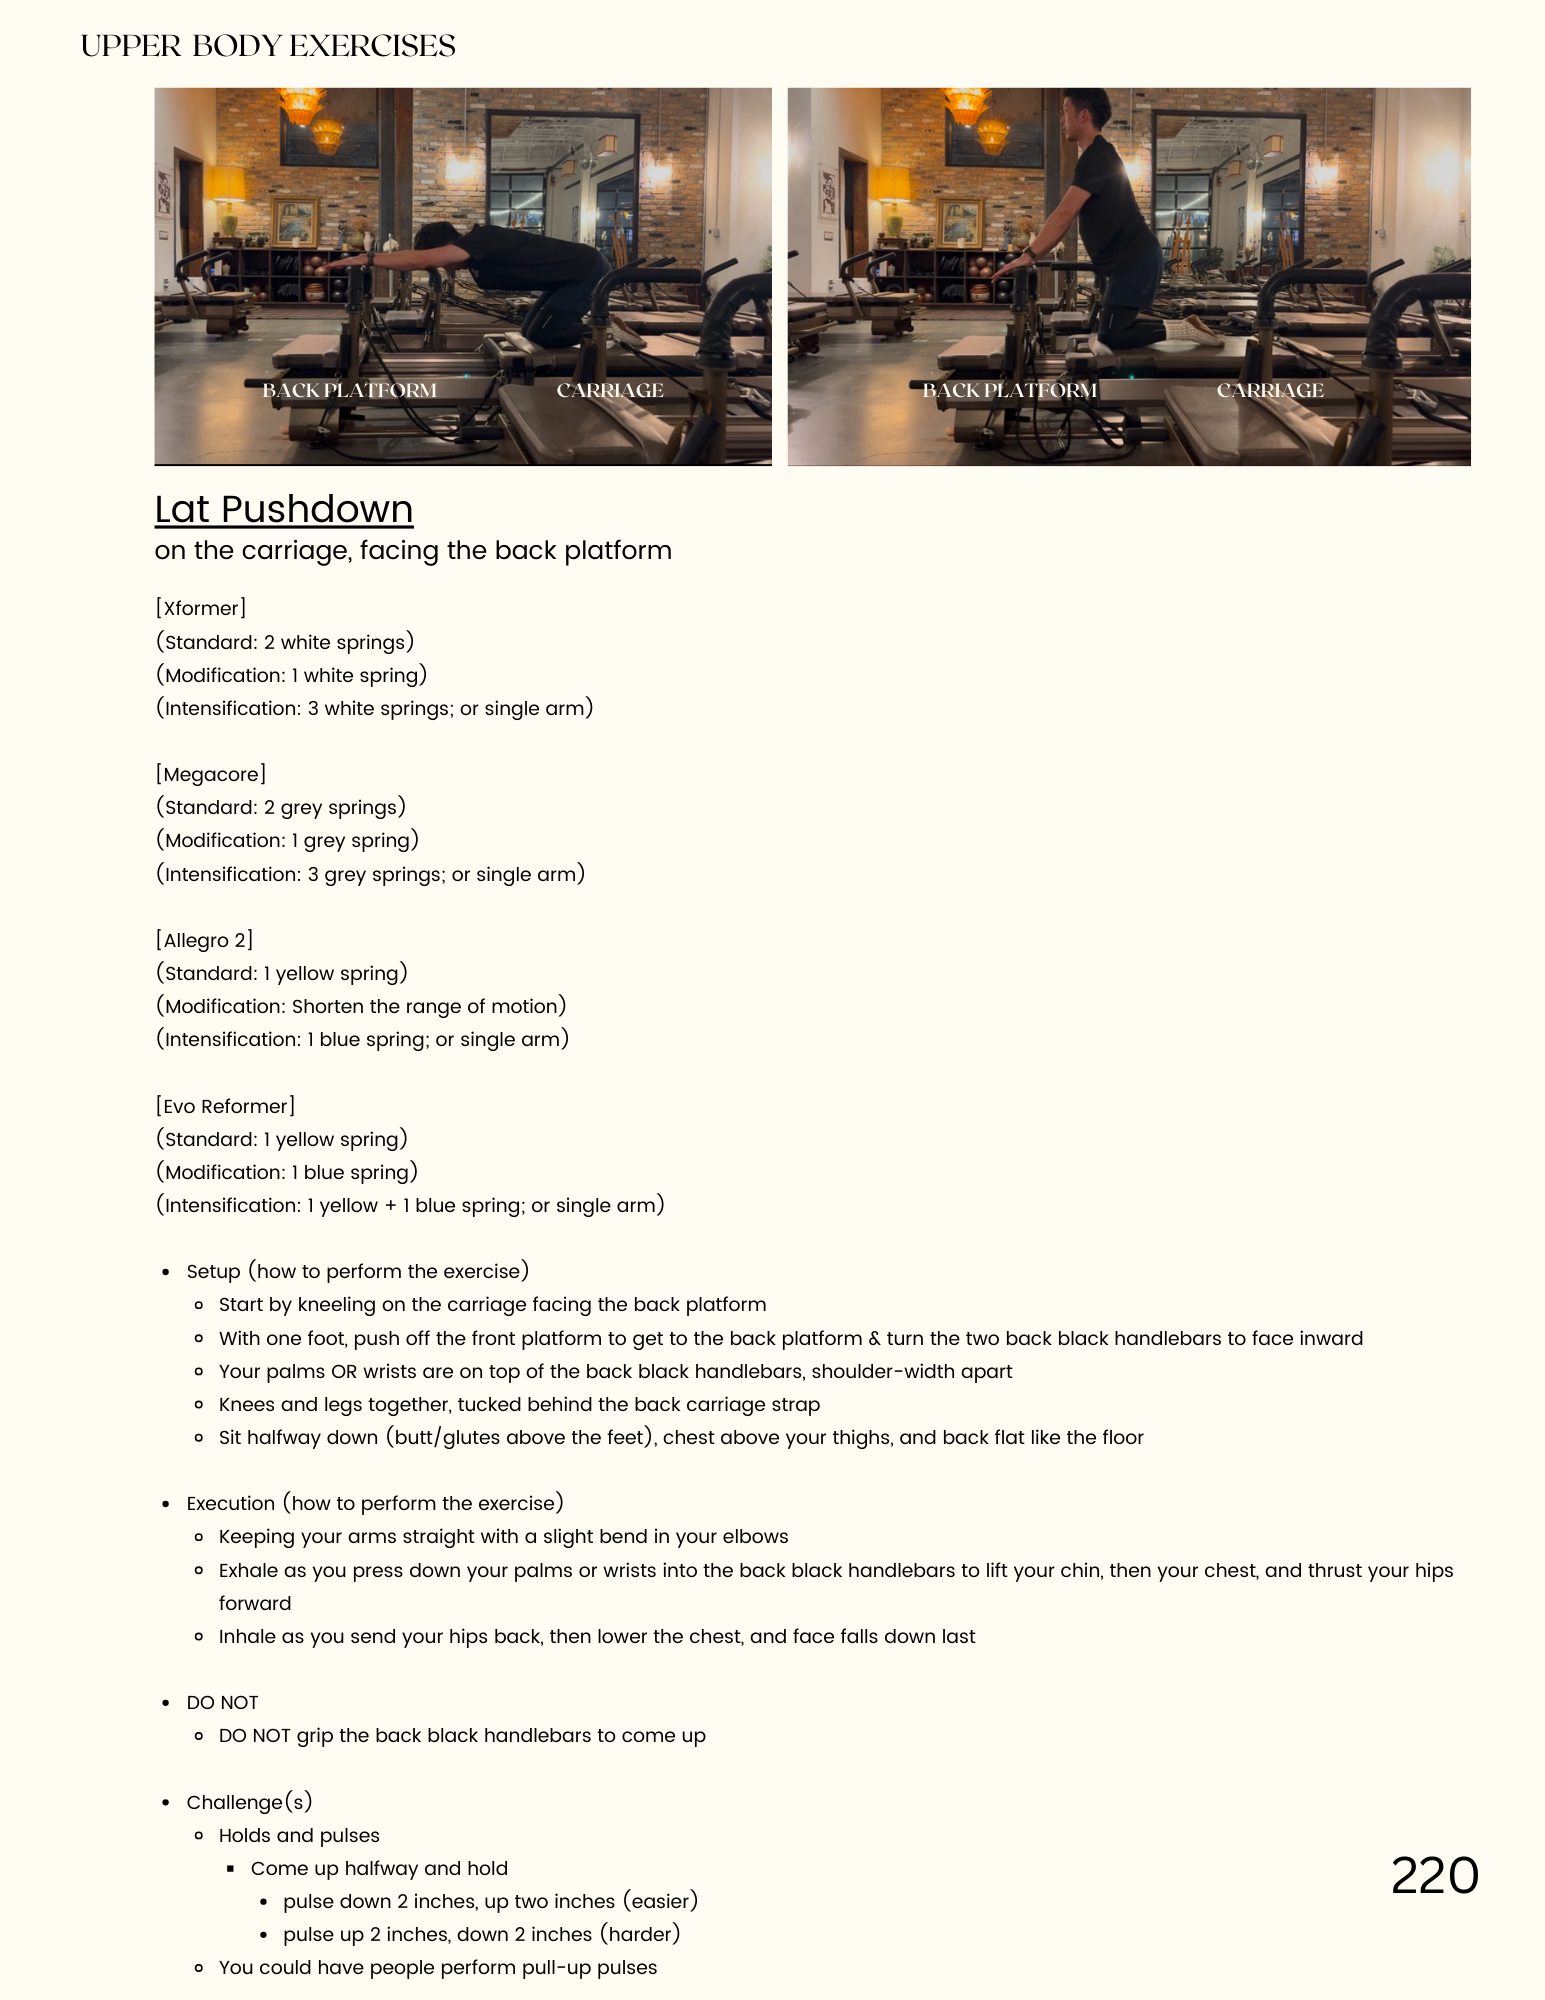 UPPER BODY EXERCISES
BACK PLATFORM
CARRIAGE
BACK PLATFORM
CARRIAGE
Lat Pushdown
on the carriage, facing the back platform
[Xformer]
(Standard: 2 white springs)
(Modification: 1 white spring)
(Intensification: 3 white springs; or single arm)
[Megacore]
(Standard: 2 grey springs)
(Modification: 1 grey spring)
(Intensification: 3 grey springs; or single arm)
[Allegro 2]
(Standard: 1 yellow spring)
(Modification: Shorten the range of motion)
(Intensification: 1 blue spring; or single arm)
[Evo Reformer]
(Standard: 1 yellow spring)
(Modification: 1 blue spring)
(Intensification: 1 yellow + 1 blue spring; or single arm)
• Setup (how to perform the exercise)
◦ Start by kneeling on the carriage facing the back platform
◦ With one foot, push off the front platform to get to the back platform & turn the two back black handlebars to face inward
◦ Your palms OR wrists are on top of the back black handlebars, shoulder-width apart
◦ Knees and legs together, tucked behind the back carriage strap
◦ Sit halfway down (butt/glutes above the feet), chest above your thighs, and back flat like the floor
• Execution (how to perform the exercise)
◦ Keeping your arms straight with a slight bend in your elbows
◦ Exhale as you press down your palms or wrists into the back black handlebars to lift your chin, then your chest, and thrust your hips
forward
◦ Inhale as you send your hips back, then lower the chest, and face falls down last
• DO NOT
◦ DO NOT grip the back black handlebars to come up
• Challenge(s)
◦ Holds and pulses
▪ Come up halfway and hold
• pulse down 2 inches, up two inches (easier)
• pulse up 2 inches, down 2 inches (harder)
◦ You could have people perform pull-up pulses
220